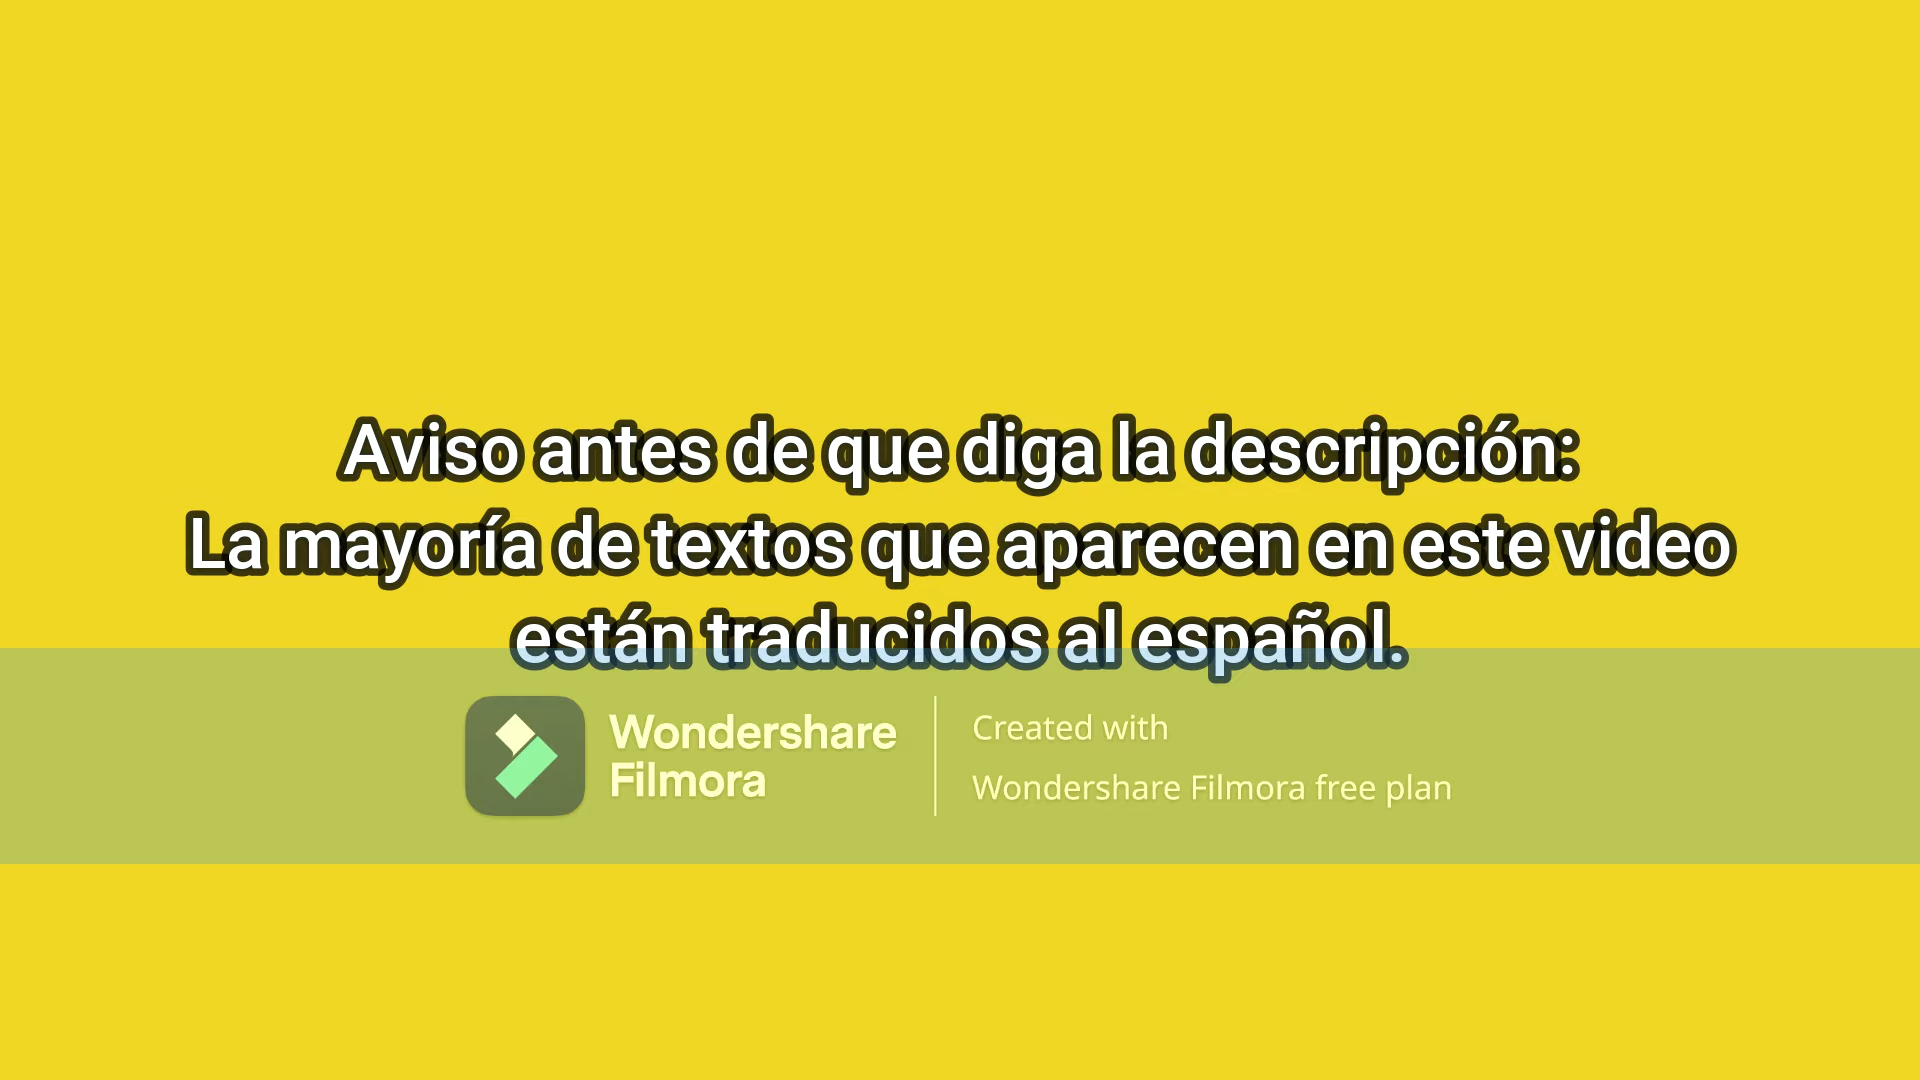 Aviso antes de que diga la descripción:
La mayoría de textos que aparecen en este video
están traducidos al español.
Wondershare
Filmora
Created with
Wondershare Filmora free plan